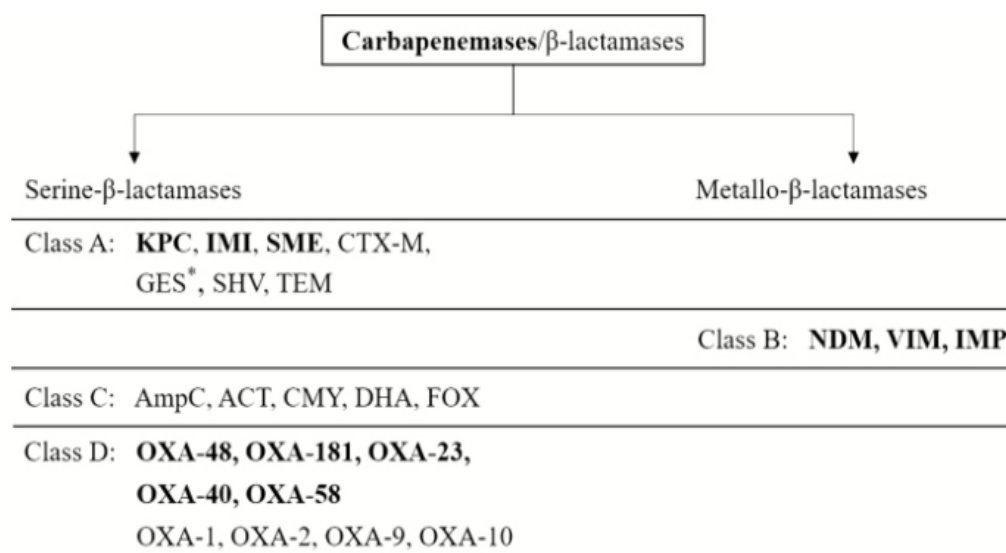 Carbapenemases/β-lactamases
Serine-β-lactamases
Metallo-β-lactamases
Class A: KPC, IMI, SME, CTX-M,
GES*, SHV, TEM
Class B: NDM, VIM, IMP
Class C: AmpC, ACT, CMY, DHA, FOX
Class D: OXA-48, OXA-181, OXA-23,
OXA-40, OXA-58
OXA-1, OXA-2, OXA-9, OXA-10